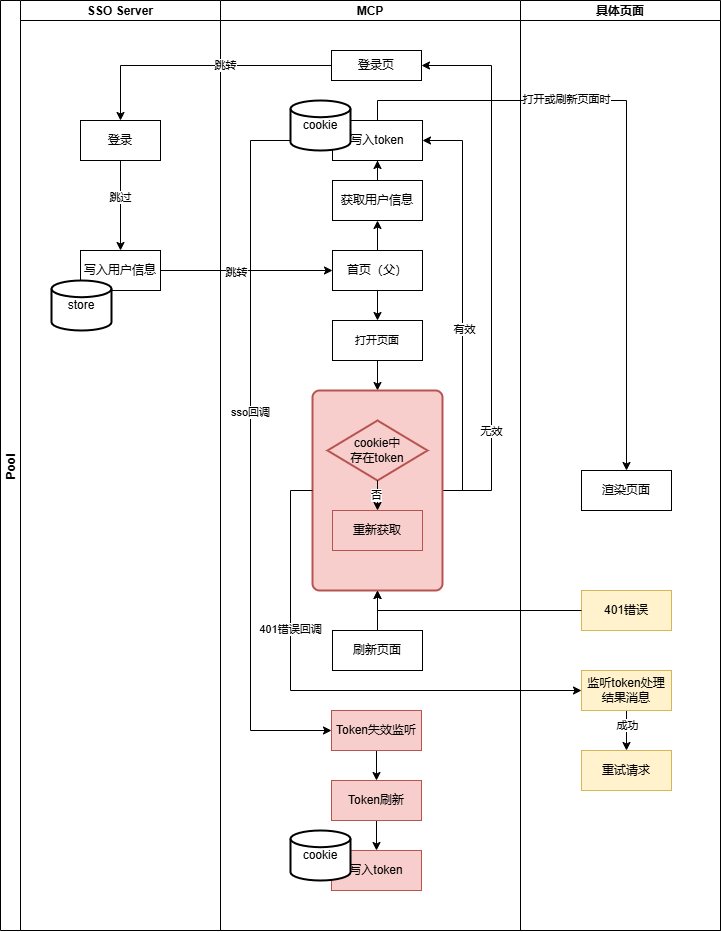 SSO Server
MCP
具体页面
Pool
登录页
跳转
登录
跳过
写入用户信息
store
跳转
cookie
写入token
打开或刷新页面时
获取用户信息
首页（父）
打开页面
有效
无效
sso回调
cookie中
存在token
否
重新获取
渲染页面
401错误
401错误回调
刷新页面
监听token处理
结果消息
成功
重试请求
Token失效监听
Token刷新
cookie
写入token